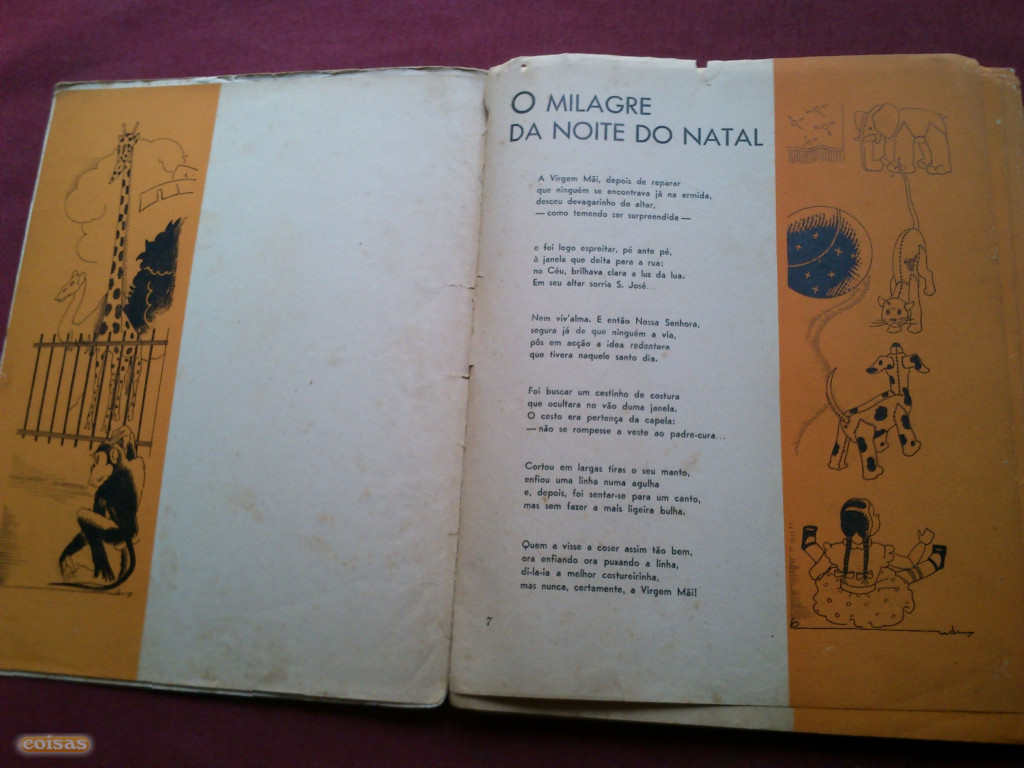 O MILAGRE
DA NOITE DO NATAL
A Virgem Mãi, depois de reparar
que ninguém se encontrava já na ermida,
desceu devagarinho do altar,
— como temendo ser surpreendida —
e foi logo espreitar, pé ante pé,
à janela que deita para a rua:
no Céu, brilhava clara a luz da lua.
Em seu altar sorria S. José...
Nem viv'alma. E então Nossa Senhora,
segura já de que ninguém a via,
pôs em acção a idea redentora
que tivera naquele santo dia.
Foi buscar um cestinho de costura
que ocultara no vão duma janela.
O cesto era pertença da capela:
— não se rompesse a veste ao padre-cura...
Cortou em largas tiras o seu manto,
enfiou uma linha numa agulha
e, depois, foi sentar-se para um canto,
mas sem fazer a mais ligeira bulha.
Quem a visse a coser assim tão bem,
ora enfiando ora puxando a linha,
di-la-ia a melhor costureirinha,
mas nunca, certamente, a Virgem Mãi!
7
coisas